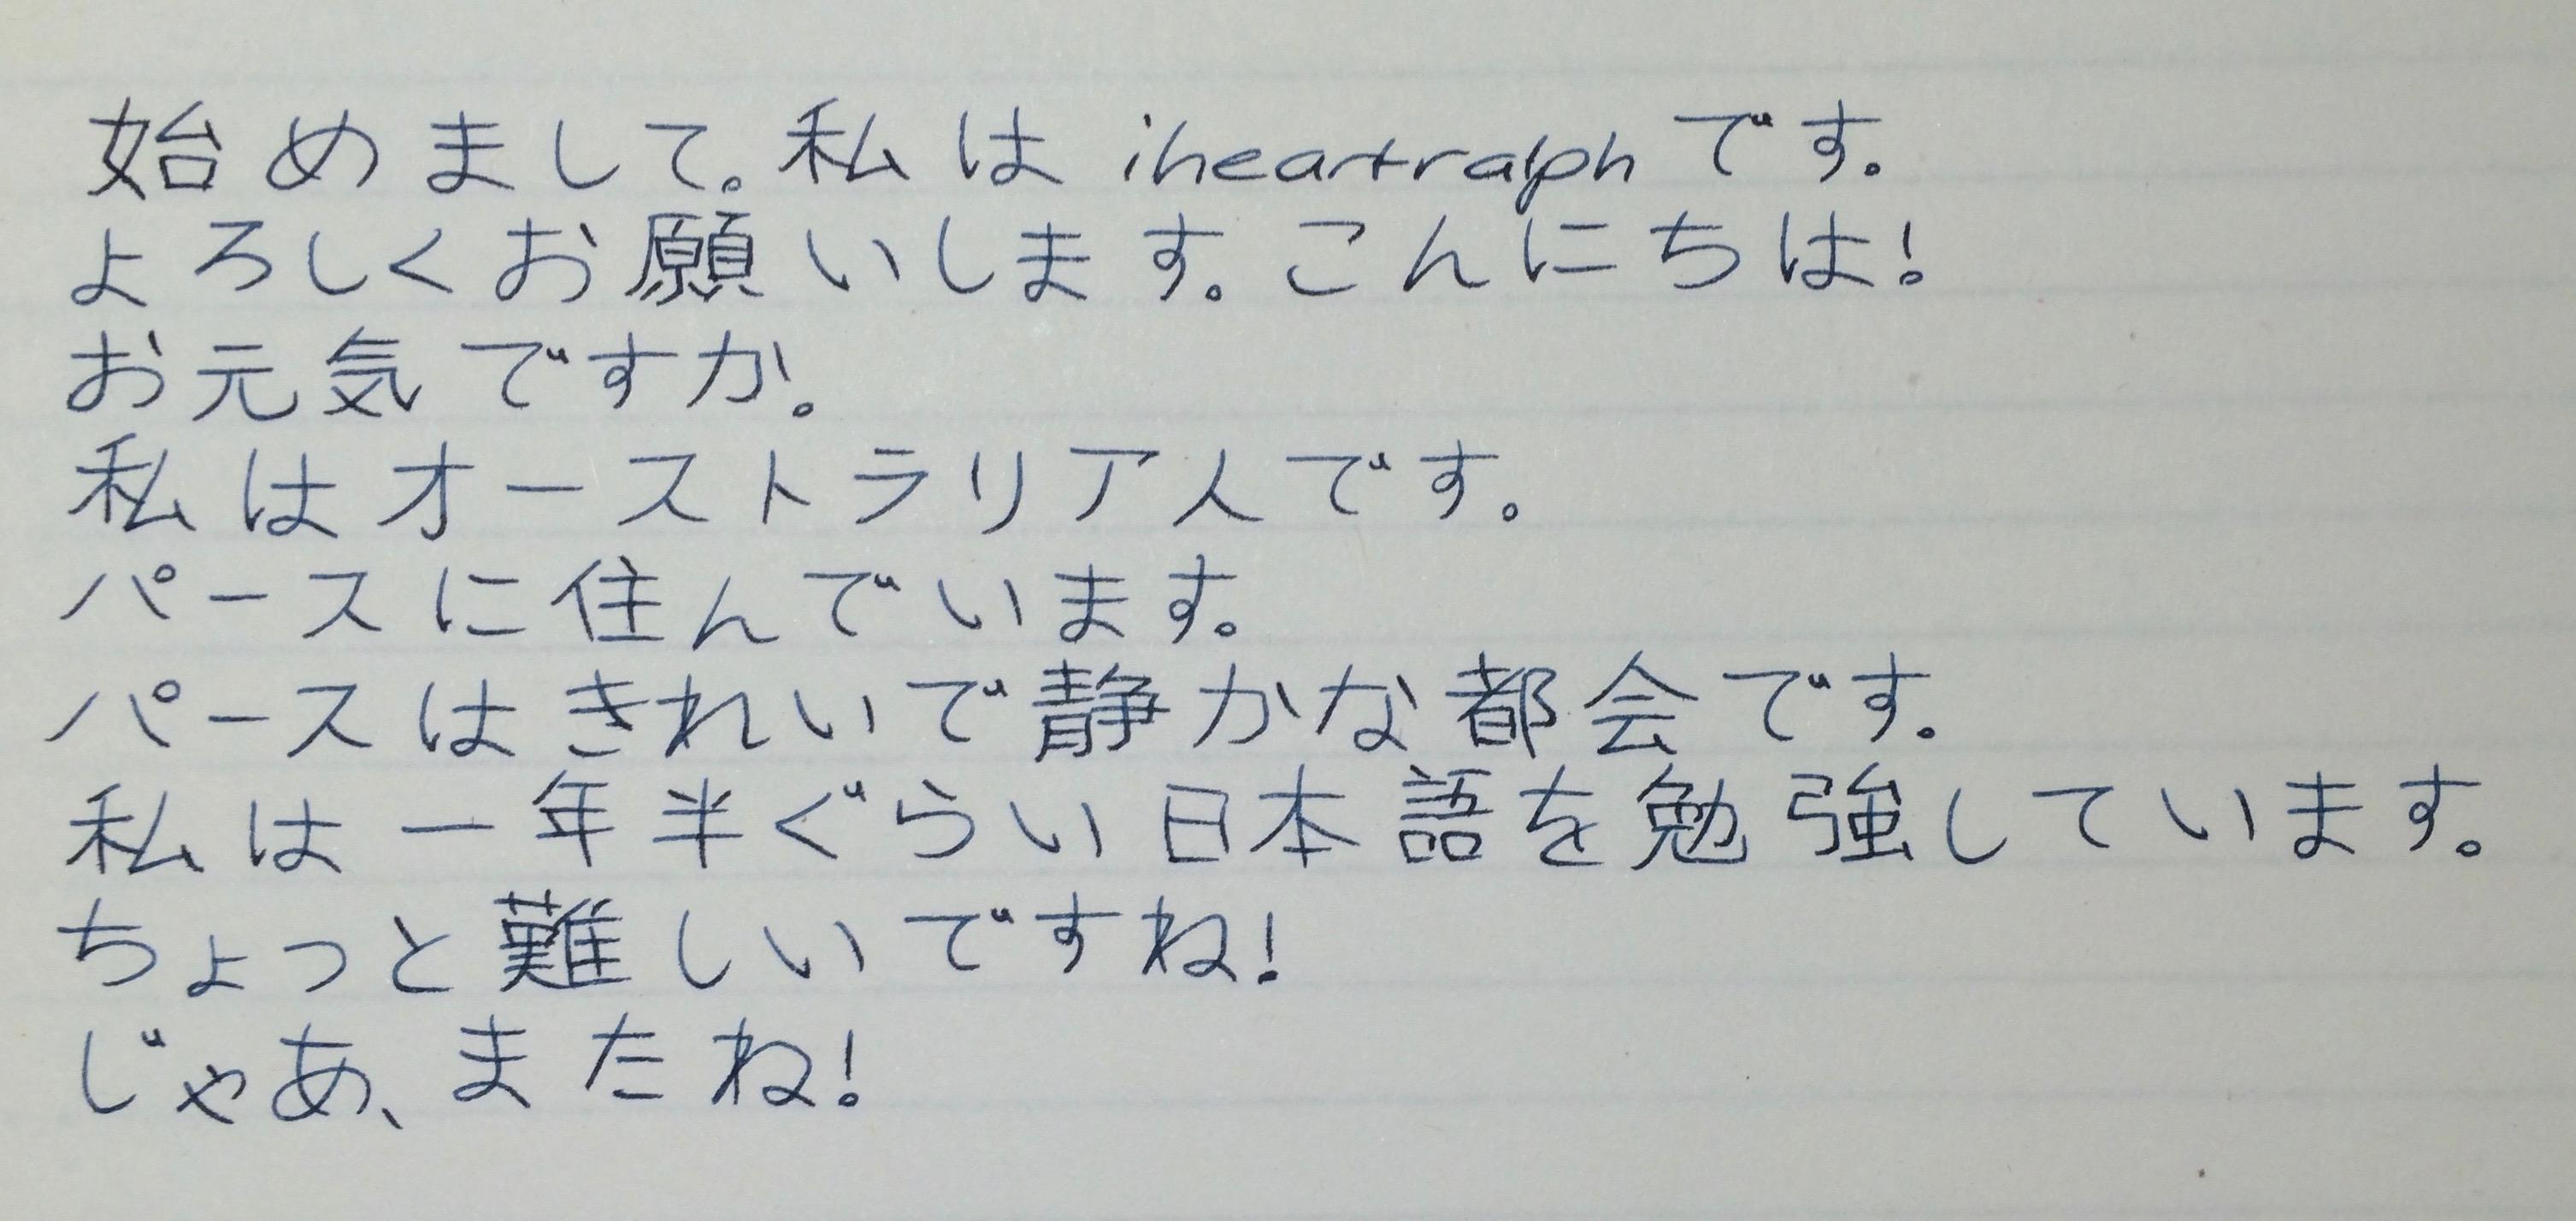 始めまして。私は iheartralph です。
よろしくお願いします。こんにちは!
お元気ですか。
私はオーストラリア人です。
パースに住んでいます。
パースはきれいで静かな都会です。
私は一年半ぐらい日本語を勉強しています。
ちょっと難しいですね!
じゃあ、またね!